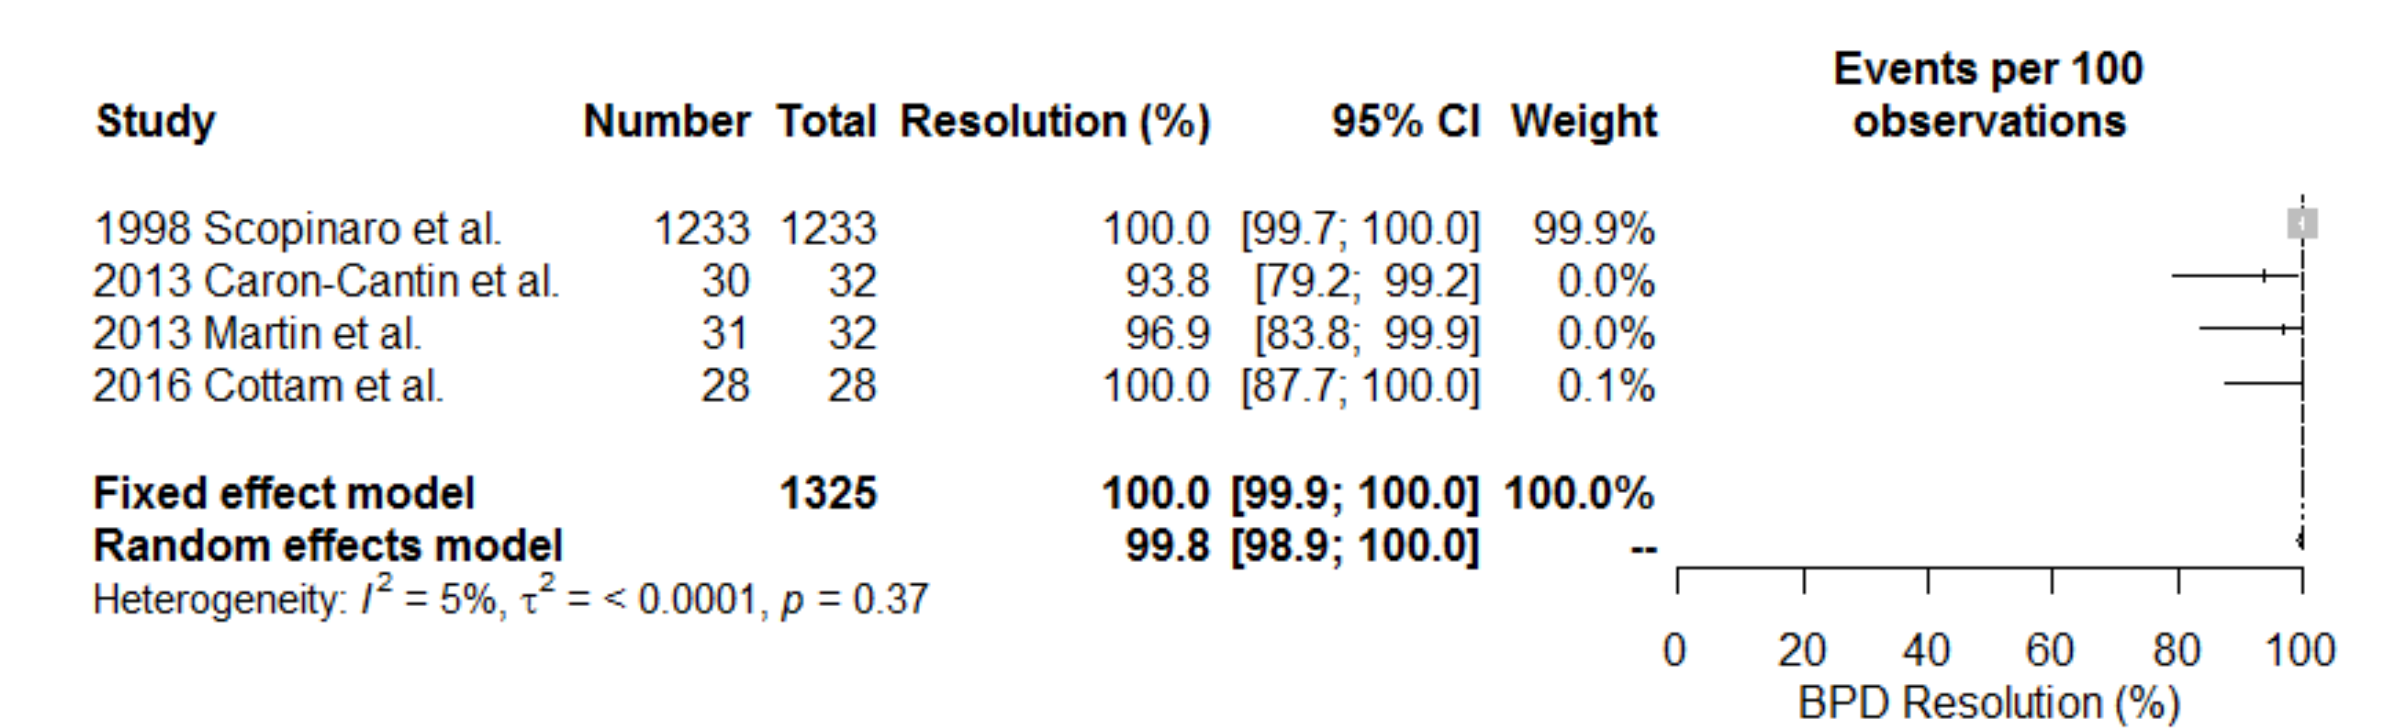 Events per 100
Study Number Total Resolution (%) 95% CI Weight observations
1998 Scopinaro et al. 1233 1233 100.0 [99.7; 100.0] 99.9%
2013 Caron-Cantin et al. 30 32 93.8 [79.2; 99.2] 0.0%
2013 Martin et al. 31 32 96.9 [83.8; 99.9] 0.0%
2016 Cottam et al. 28 28 100.0 [87.7; 100.0] 0.1%
Fixed effect model 1325 100.0 [99.9; 100.0] 100.0%
Random effects model 99.8 [98.9; 100.0] --
Heterogeneity: I² = 5%, τ² = < 0.0001, p = 0.37
0 20 40 60 80 100
BPD Resolution (%)